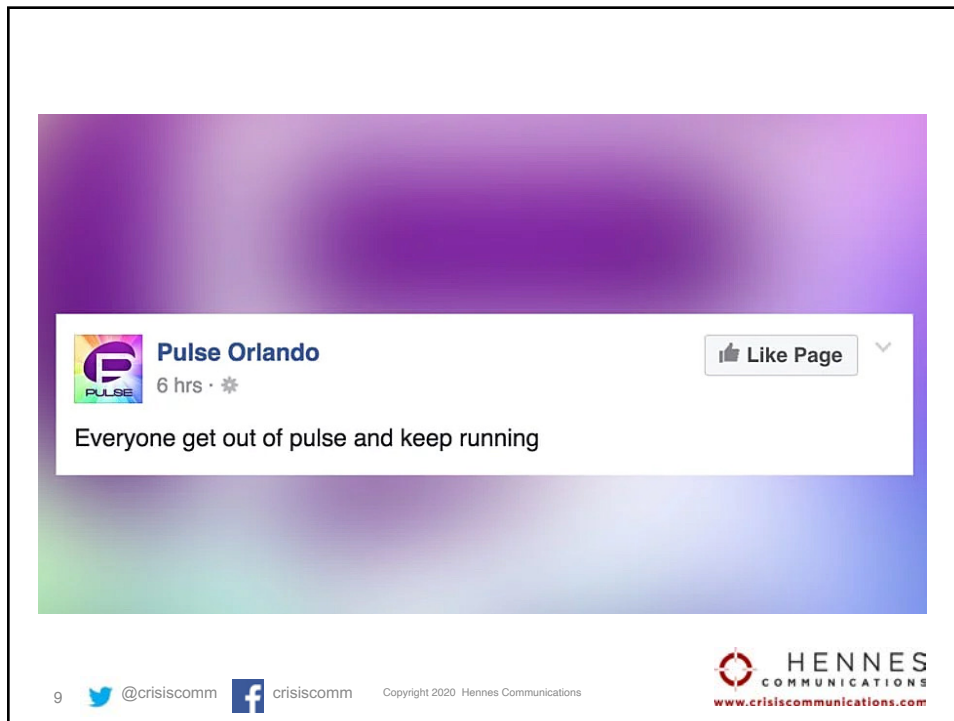 PULSE
Pulse Orlando
Like Page
6 hrs ·
Everyone get out of pulse and keep running
9
@crisiscomm
f
crisiscomm
Copyright 2020 Hennes Communications
HENNES
COMMUNICATIONS
www.crisiscommunications.com